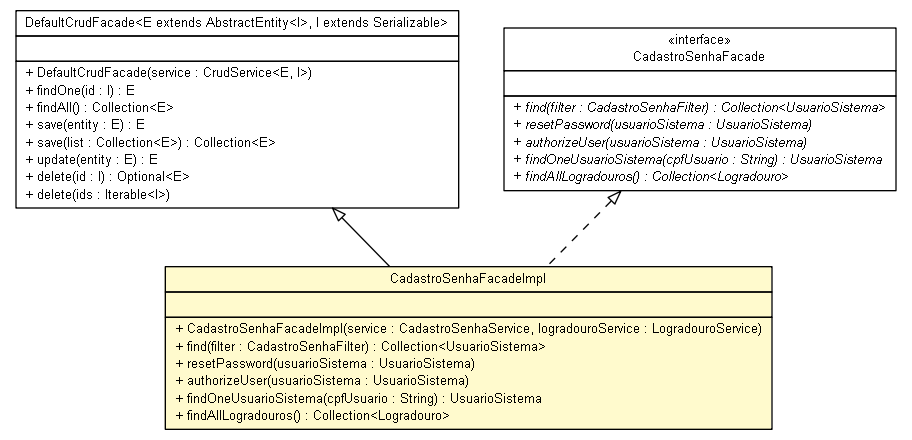 DefaultCrudFacade<E extends AbstractEntity<I>, I extends Serializable>
+ DefaultCrudFacade(service : CrudService<E, I>)
+ findOne(id : I) : E
+ findAll() : Collection<E>
+ save(entity : E) : E
+ save(list : Collection<E>) : Collection<E>
+ update(entity : E) : E
+ delete(id : I) : Optional<E>
+ delete(ids : Iterable<I>)
«interface»
CadastroSenhaFacade
+ find(filter : CadastroSenhaFilter) : Collection<UsuarioSistema>
+ resetPassword(usuarioSistema : UsuarioSistema)
+ authorizeUser(usuarioSistema : UsuarioSistema)
+ findOneUsuarioSistema(cpfUsuario : String) : UsuarioSistema
+ findAllLogradouros() : Collection<Logradouro>
CadastroSenhaFacadeImpl
+ CadastroSenhaFacadeImpl(service : CadastroSenhaService, logradouroService : LogradouroService)
+ find(filter : CadastroSenhaFilter) : Collection<UsuarioSistema>
+ resetPassword(usuarioSistema : UsuarioSistema)
+ authorizeUser(usuarioSistema : UsuarioSistema)
+ findOneUsuarioSistema(cpfUsuario : String) : UsuarioSistema
+ findAllLogradouros() : Collection<Logradouro>